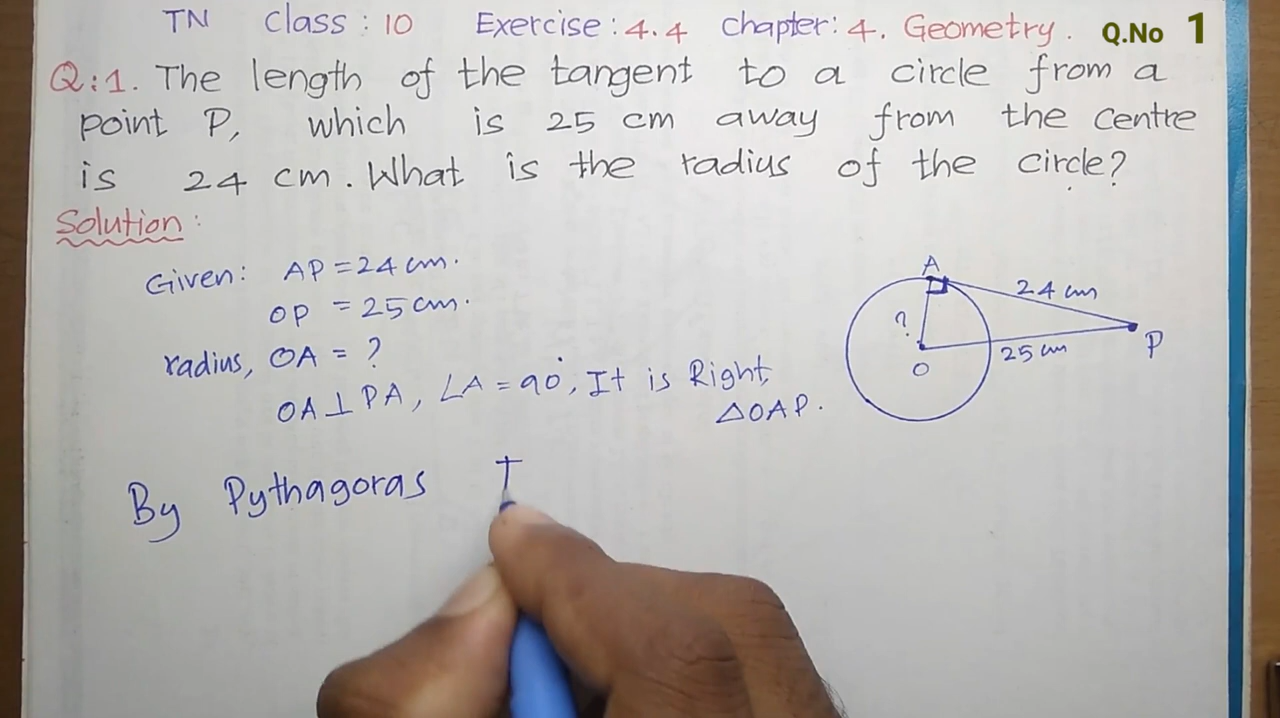 TN Class : 10 Exercise : 4.4 Chapter : 4. Geometry. Q.No 1
Q:1. The length of the tangent to a circle from a
point P, which is 25 cm away from the centre
is 24 cm. What is the radius of the circle?
Solution :
Given: AP = 24 cm.
OP = 25 cm.
radius, OA = ?
OA ⊥ PA, ∠A = 90°, It is Right
△OAP.
By Pythagoras T
A
24 cm
?
25 cm
P
O